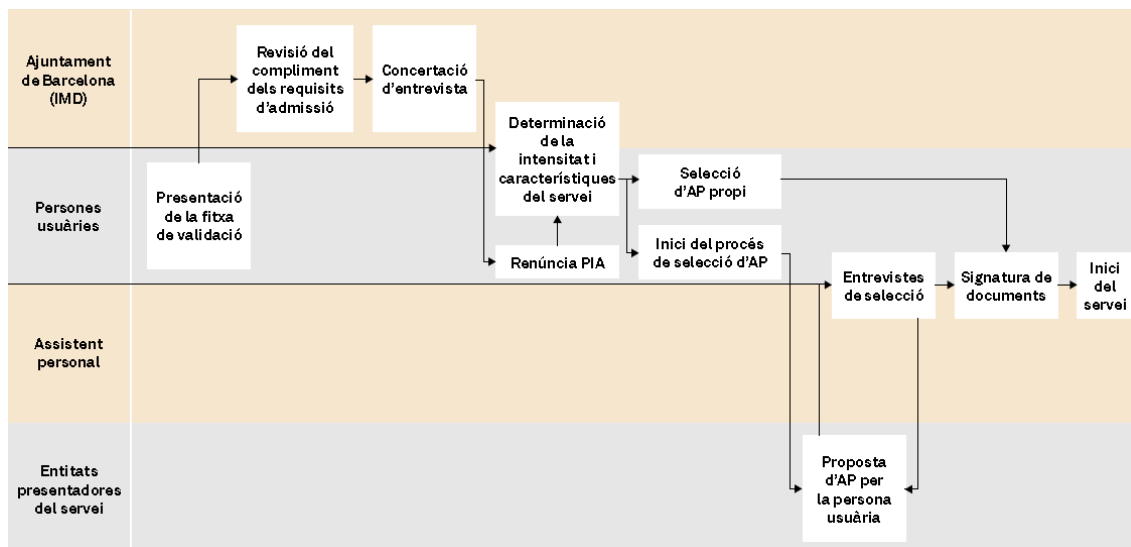 Ajuntament
de Barcelona
(IMD)
Revisió del
compliment
dels requisits
d'admissió
Concertació
d'entrevista
Determinació
de la
intensitat i
característiques
del servei
Persones
usuàries
Presentació
de la fitxa
de validació
Renúncia PIA
Selecció
d'AP propi
Inici del procés
de selecció d'AP
Entrevistes
de selecció
Signatura de
documents
Inici
del
servei
Assistent
personal
Entitats
presentadores
del servei
Proposta
d'AP per
la persona
usuària